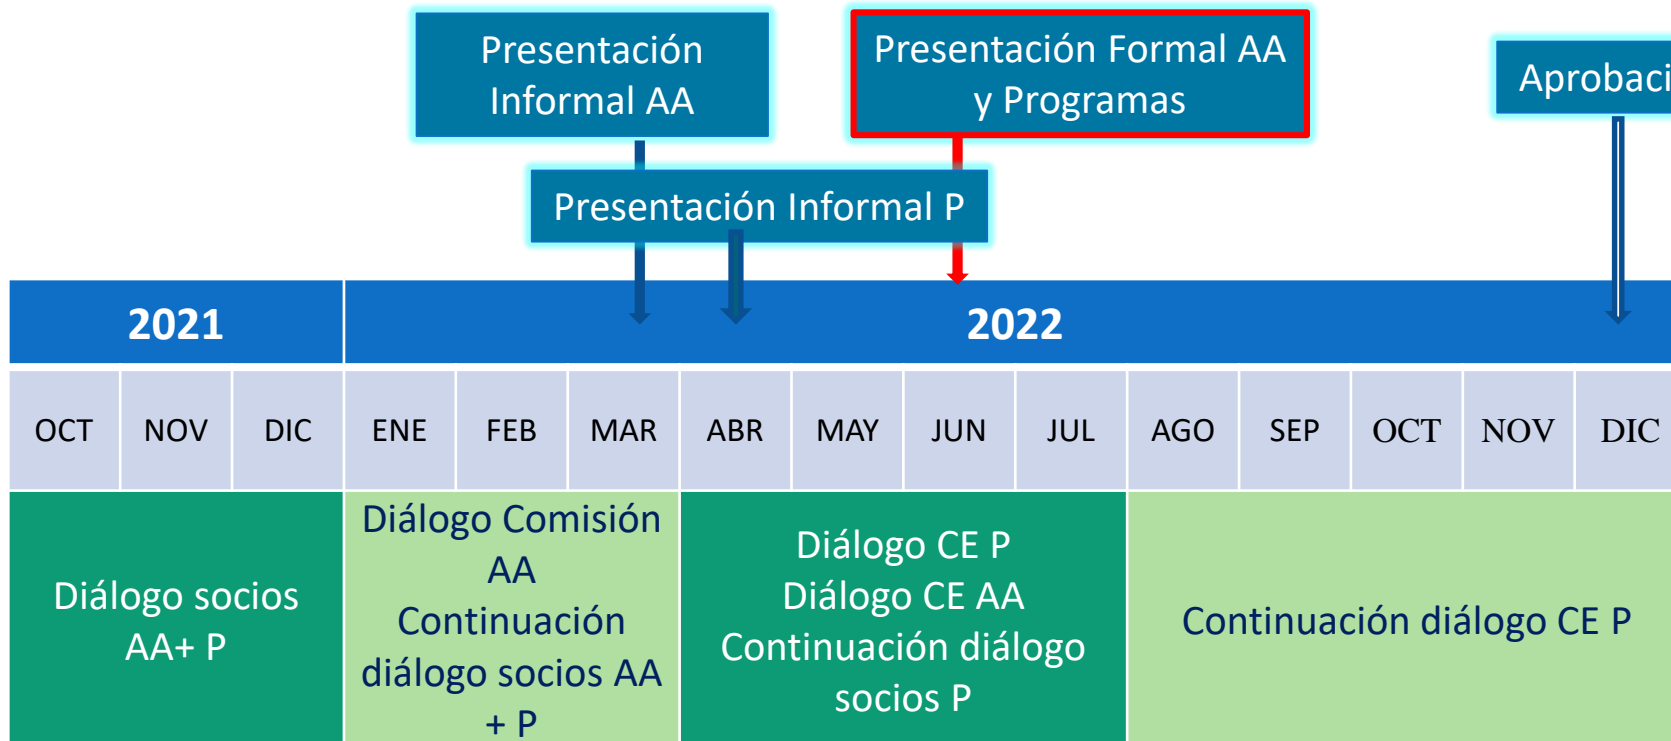 Presentación
Informal AA
Presentación Formal AA
y Programas
Presentación Informal P
2021
2022
OCT NOV DIC ENE FEB MAR ABR MAY JUN JUL AGO SEP OCT NOV DIC
Diálogo socios
AA+ P
Diálogo Comisión
AA
Continuación
diálogo socios AA
+ P
Diálogo CE P
Diálogo CE AA
Continuación diálogo
socios P
Continuación diálogo CE P